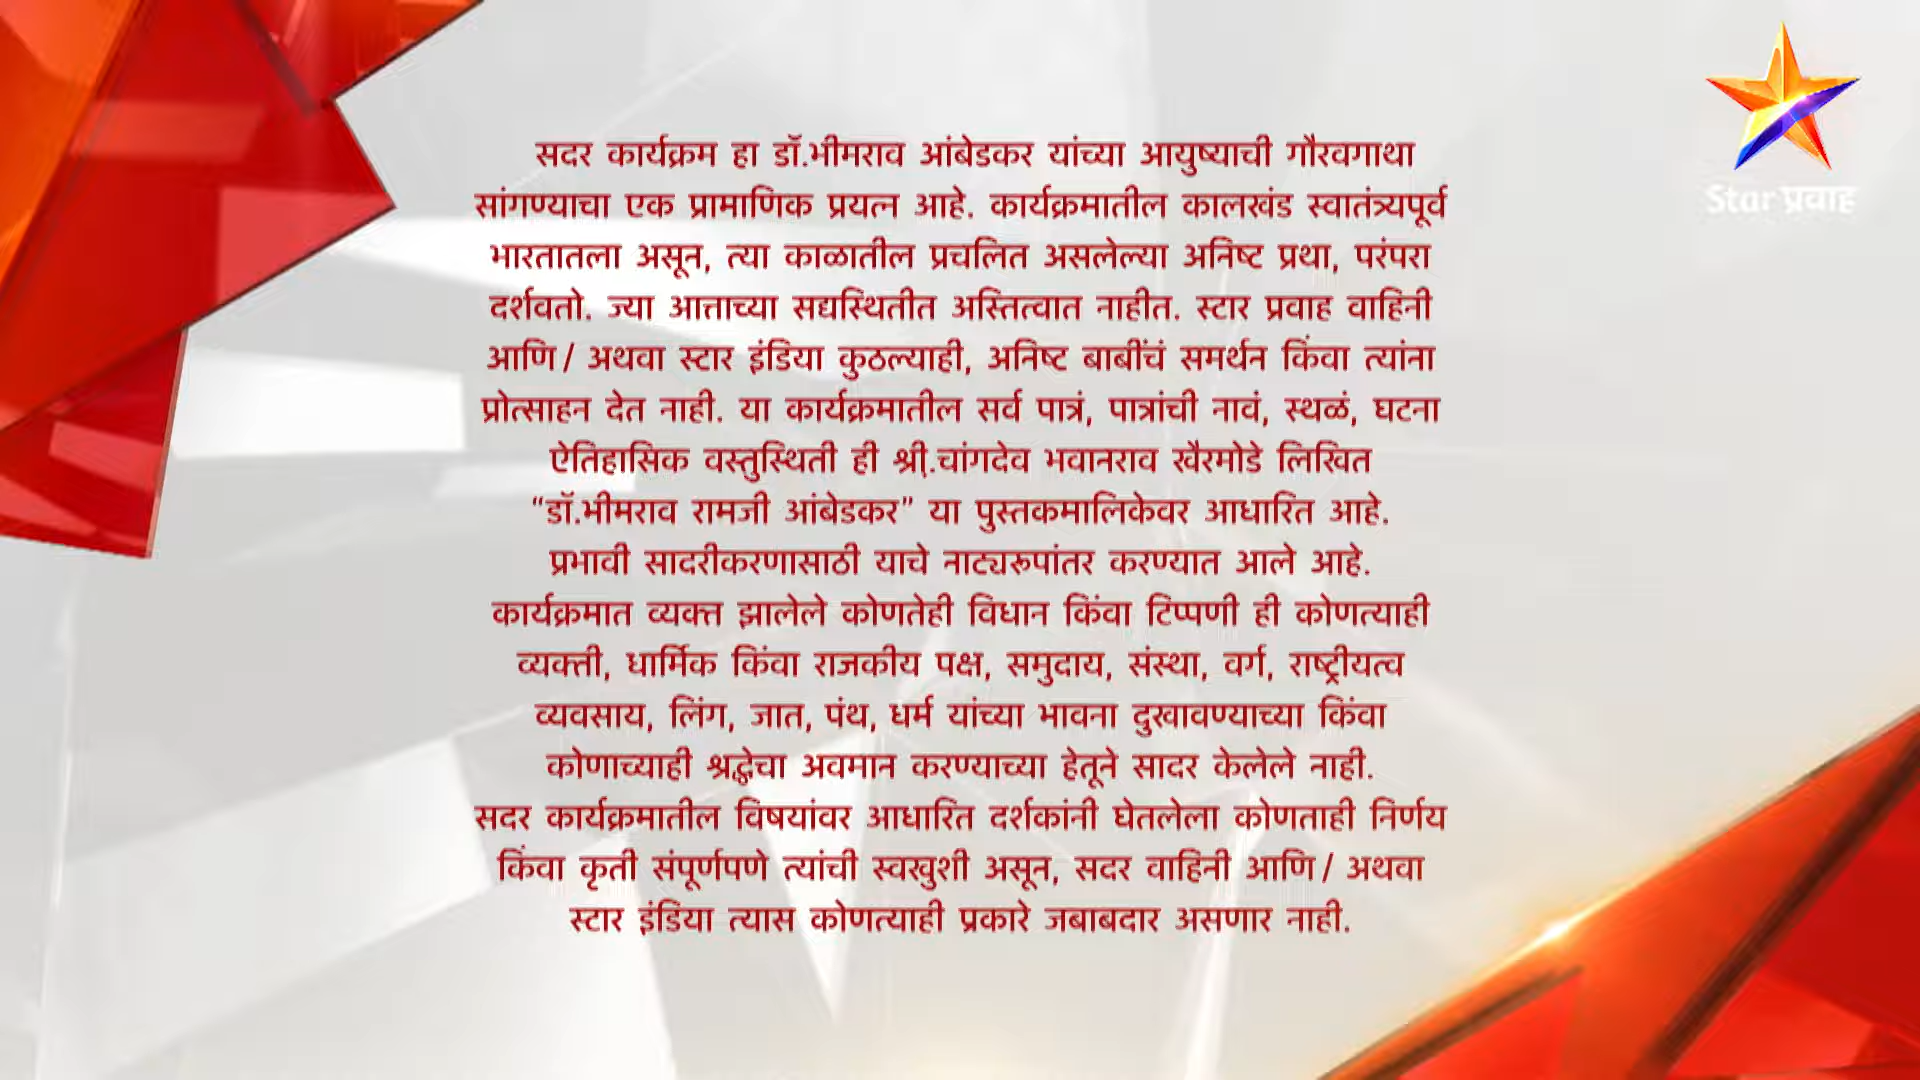 Star प्रवाह
सदर कार्यक्रम हा डॉ.भीमराव आंबेडकर यांच्या आयुष्याची गौरवगाथा
सांगण्याचा एक प्रामाणिक प्रयत्न आहे. कार्यक्रमातील कालखंड स्वातंत्र्यपूर्व
भारतातला असून, त्या काळातील प्रचलित असलेल्या अनिष्ट प्रथा, परंपरा
दर्शवतो. ज्या आत्ताच्या सद्यस्थितीत अस्तित्वात नाहीत. स्टार प्रवाह वाहिनी
आणि/ अथवा स्टार इंडिया कुठल्याही, अनिष्ट बाबींचं समर्थन किंवा त्यांना
प्रोत्साहन देत नाही. या कार्यक्रमातील सर्व पात्रं, पात्रांची नावं, स्थळं, घटना
ऐतिहासिक वस्तुस्थिती ही श्री.चांगदेव भवानराव खैरमोडे लिखित
“डॉ.भीमराव रामजी आंबेडकर” या पुस्तकमालिकेवर आधारित आहे.
प्रभावी सादरीकरणासाठी याचे नाट्यरूपांतर करण्यात आले आहे.
कार्यक्रमात व्यक्त झालेले कोणतेही विधान किंवा टिप्पणी ही कोणत्याही
व्यक्ती, धार्मिक किंवा राजकीय पक्ष, समुदाय, संस्था, वर्ग, राष्ट्रीयत्व
व्यवसाय, लिंग, जात, पंथ, धर्म यांच्या भावना दुखावण्याच्या किंवा
कोणाच्याही श्रद्धेचा अवमान करण्याच्या हेतूने सादर केलेले नाही.
सदर कार्यक्रमातील विषयांवर आधारित दर्शकांनी घेतलेला कोणताही निर्णय
किंवा कृती संपूर्णपणे त्यांची स्वखुशी असून, सदर वाहिनी आणि/ अथवा
स्टार इंडिया त्यास कोणत्याही प्रकारे जबाबदार असणार नाही.